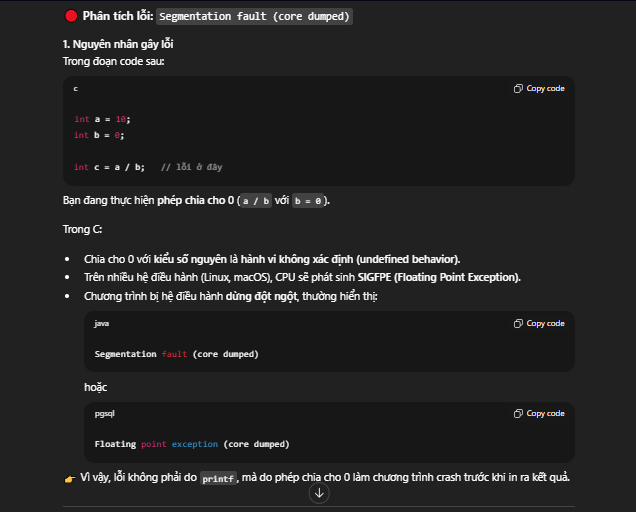 🔴 Phân tích lỗi: Segmentation fault (core dumped)
1. Nguyên nhân gây lỗi
Trong đoạn code sau:
c
Copy code
int a = 10;
int b = 0;
int c = a / b;   // lỗi ở đây
Bạn đang thực hiện phép chia cho 0 (a / b với b = 0).
Trong C:
• Chia cho 0 với kiểu số nguyên là hành vi không xác định (undefined behavior).
• Trên nhiều hệ điều hành (Linux, macOS), CPU sẽ phát sinh SIGFPE (Floating Point Exception).
• Chương trình bị hệ điều hành dừng đột ngột, thường hiển thị:
java
Copy code
Segmentation fault (core dumped)
hoặc
pgsql
Copy code
Floating point exception (core dumped)
👉 Vì vậy, lỗi không phải do printf, mà do phép chia cho 0 làm chương trình crash trước khi in ra kết quả.